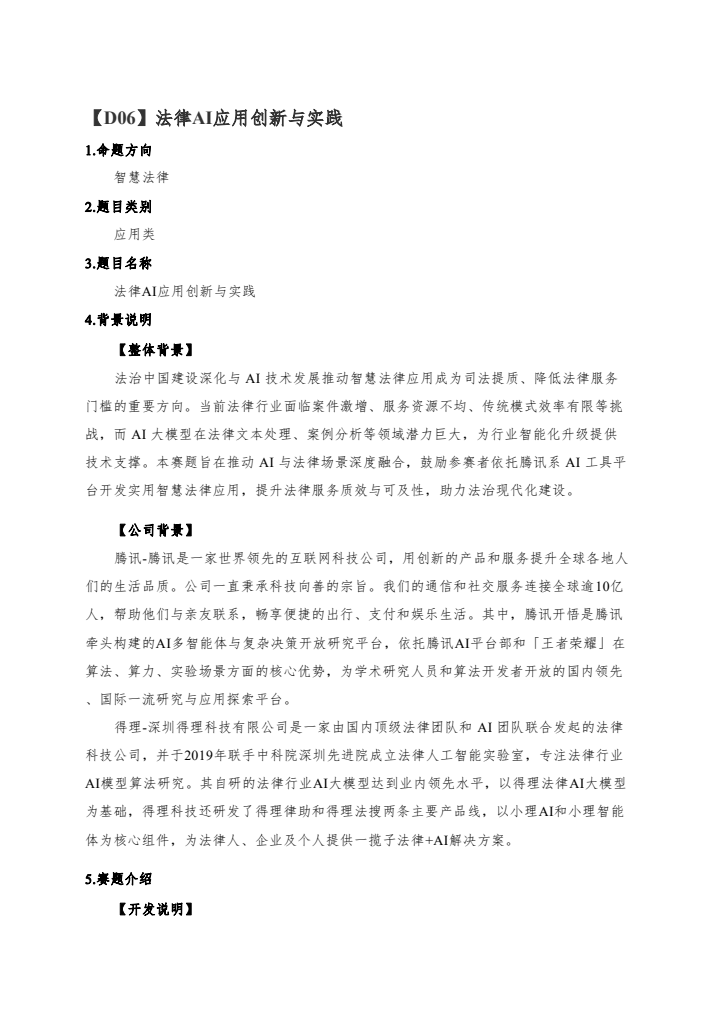 【D06】法律AI应用创新与实践
1.命题方向
智慧法律
2.题目类别
应用类
3.题目名称
法律AI应用创新与实践
4.背景说明
【整体背景】
法治中国建设深化与 AI 技术发展推动智慧法律应用成为司法提质、降低法律服务
门槛的重要方向。当前法律行业面临案件激增、服务资源不均、传统模式效率有限等挑
战，而 AI 大模型在法律文本处理、案例分析等领域潜力巨大，为行业智能化升级提供
技术支撑。本赛题旨在推动 AI 与法律场景深度融合，鼓励参赛者依托腾讯系 AI 工具平
台开发实用智慧法律应用，提升法律服务质效与可及性，助力法治现代化建设。
【公司背景】
腾讯-腾讯是一家世界领先的互联网科技公司，用创新的产品和服务提升全球各地人
们的生活品质。公司一直秉承科技向善的宗旨。我们的通信和社交服务连接全球逾10亿
人，帮助他们与亲友联系，畅享便捷的出行、支付和娱乐生活。其中，腾讯开悟是腾讯
牵头构建的AI多智能体与复杂决策开放研究平台，依托腾讯AI平台部和「王者荣耀」在
算法、算力、实验场景方面的核心优势，为学术研究人员和算法开发者开放的国内领先
、国际一流研究与应用探索平台。
得理-深圳得理科技有限公司是一家由国内顶级法律团队和 AI 团队联合发起的法律
科技公司，并于2019年联手中科院深圳先进院成立法律人工智能实验室，专注法律行业
AI模型算法研究。其自研的法律行业AI大模型达到业内领先水平，以得理法律AI大模型
为基础，得理科技还研发了得理律助和得理法搜两条主要产品线，以小理AI和小理智能
体为核心组件，为法律人、企业及个人提供一揽子法律+AI解决方案。
5.赛题介绍
【开发说明】